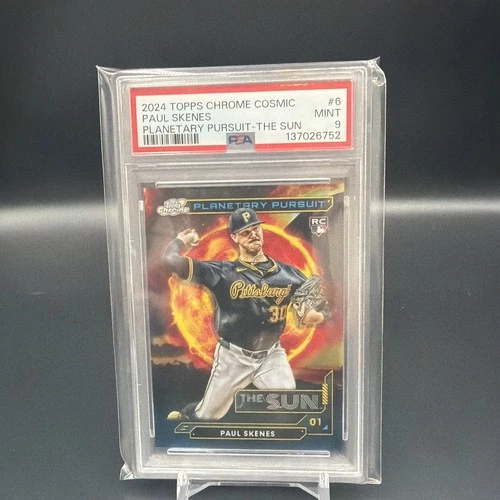 2024 TOPPS CHROME COSMIC #6
PAUL SKENES MINT
PLANETARY PURSUIT-THE SUN 9
PSA 137026752
Topps Chrome
PLANETARY PURSUIT
RC
P
Pittsburgh
30
THE SUN
01
PAUL SKENES